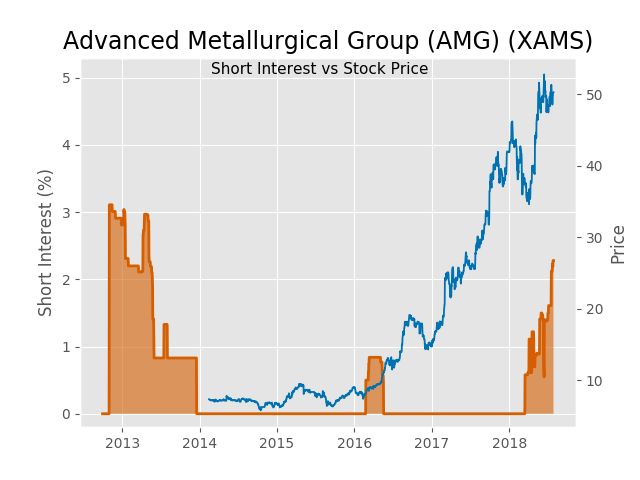 Advanced Metallurgical Group (AMG) (XAMS)
Short Interest vs Stock Price
Short Interest (%)
5
4
3
2
1
0
50
40
30
20
10
Price
2013 2014 2015 2016 2017 2018